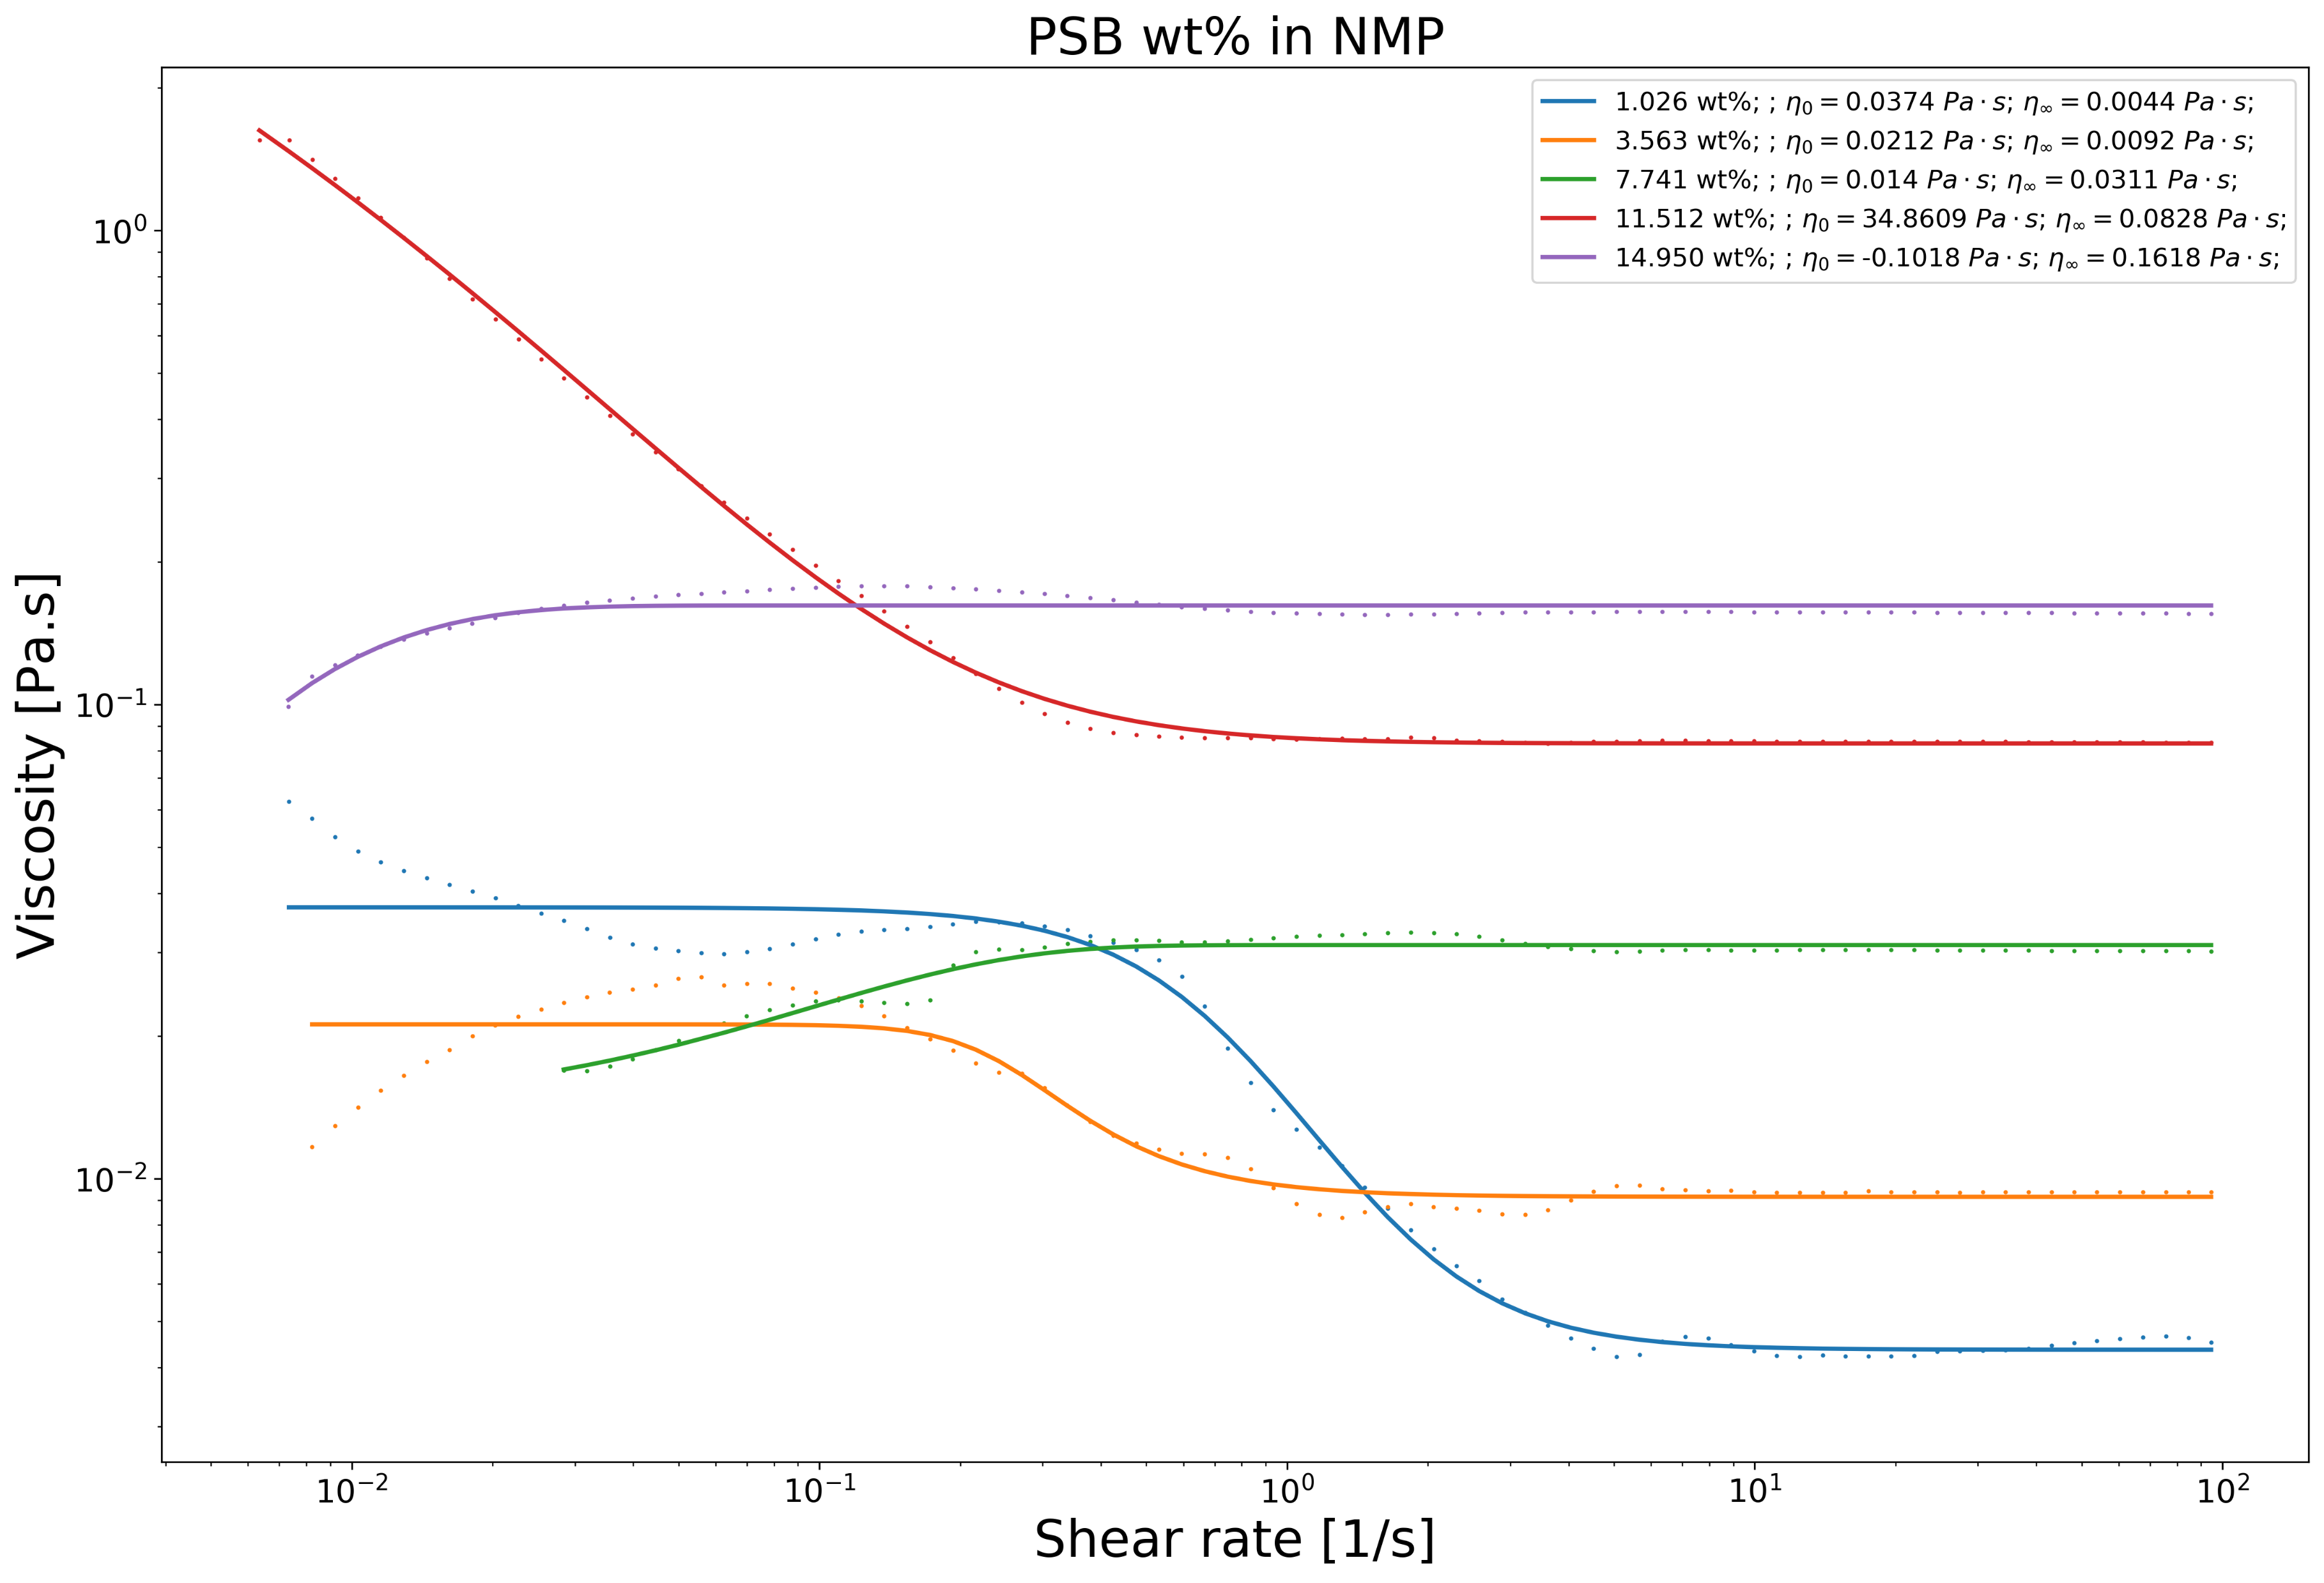 PSB wt% in NMP
1.026 wt%; ; η₀ = 0.0374 Pa · s; η∞ = 0.0044 Pa · s;
3.563 wt%; ; η₀ = 0.0212 Pa · s; η∞ = 0.0092 Pa · s;
7.741 wt%; ; η₀ = 0.014 Pa · s; η∞ = 0.0311 Pa · s;
11.512 wt%; ; η₀ = 34.8609 Pa · s; η∞ = 0.0828 Pa · s;
14.950 wt%; ; η₀ = -0.1018 Pa · s; η∞ = 0.1618 Pa · s;
Viscosity [Pa.s]
10⁰
10⁻¹
10⁻²
10⁻² 10⁻¹ 10⁰ 10¹ 10²
Shear rate [1/s]